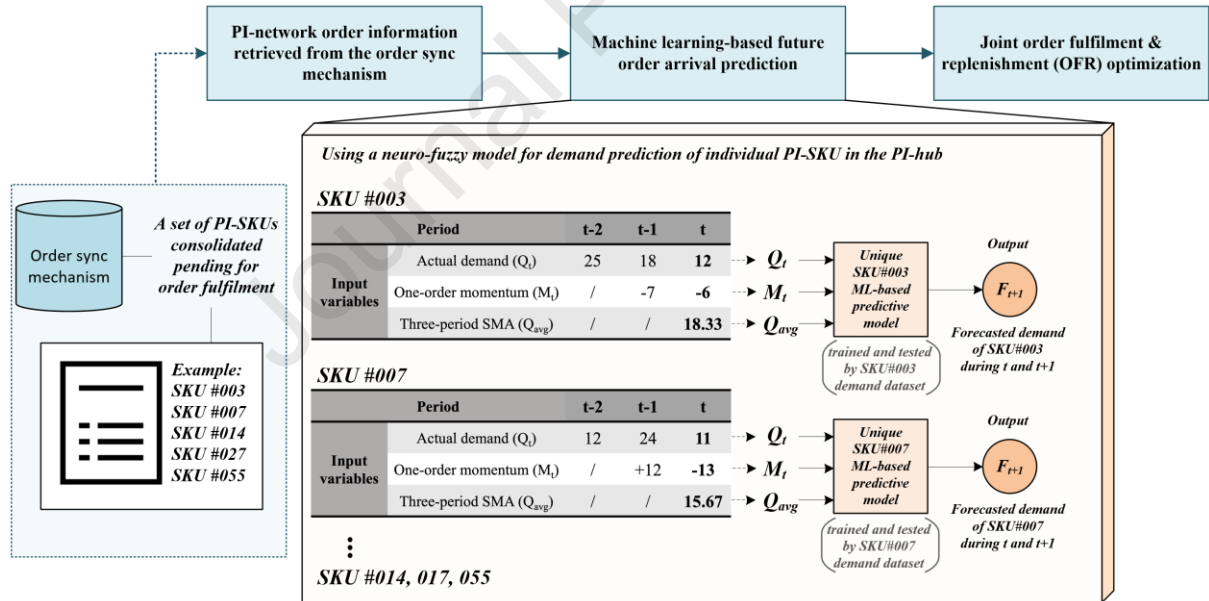 PI-network order information
retrieved from the order sync
mechanism
Machine learning-based future
order arrival prediction
Joint order fulfilment &
replenishment (OFR) optimization
Using a neuro-fuzzy model for demand prediction of individual PI-SKU in the PI-hub
Order sync
mechanism
A set of PI-SKUs
consolidated
pending for
order fulfilment
Example:
SKU #003
SKU #007
SKU #014
SKU #027
SKU #055
SKU #003
Period t-2 t-1 t
Input
variables
Actual demand (Qt) 25 18 12
One-order momentum (Mt) / -7 -6
Three-period SMA (Qavg) / / 18.33
Qt
Mt
Qavg
Unique
SKU#003
ML-based
predictive
model
(trained and tested
by SKU#003
demand dataset)
Output
Ft+1
Forecasted demand
of SKU#003
during t and t+1
SKU #007
Period t-2 t-1 t
Input
variables
Actual demand (Qt) 12 24 11
One-order momentum (Mt) / +12 -13
Three-period SMA (Qavg) / / 15.67
Qt
Mt
Qavg
Unique
SKU#007
ML-based
predictive
model
(trained and tested
by SKU#007
demand dataset)
Output
Ft+1
Forecasted demand
of SKU#007
during t and t+1
SKU #014, 017, 055
Journal P